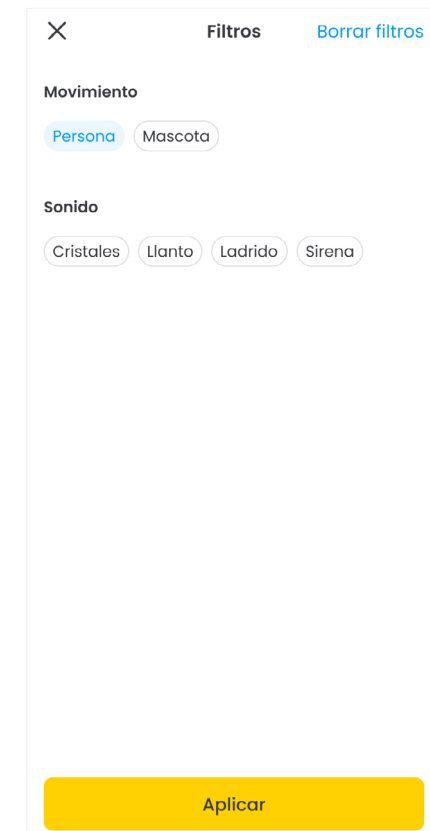 Filtros Borrar filtros
Movimiento
Persona Mascota
Sonido
Cristales Llanto Ladrido Sirena
Aplicar